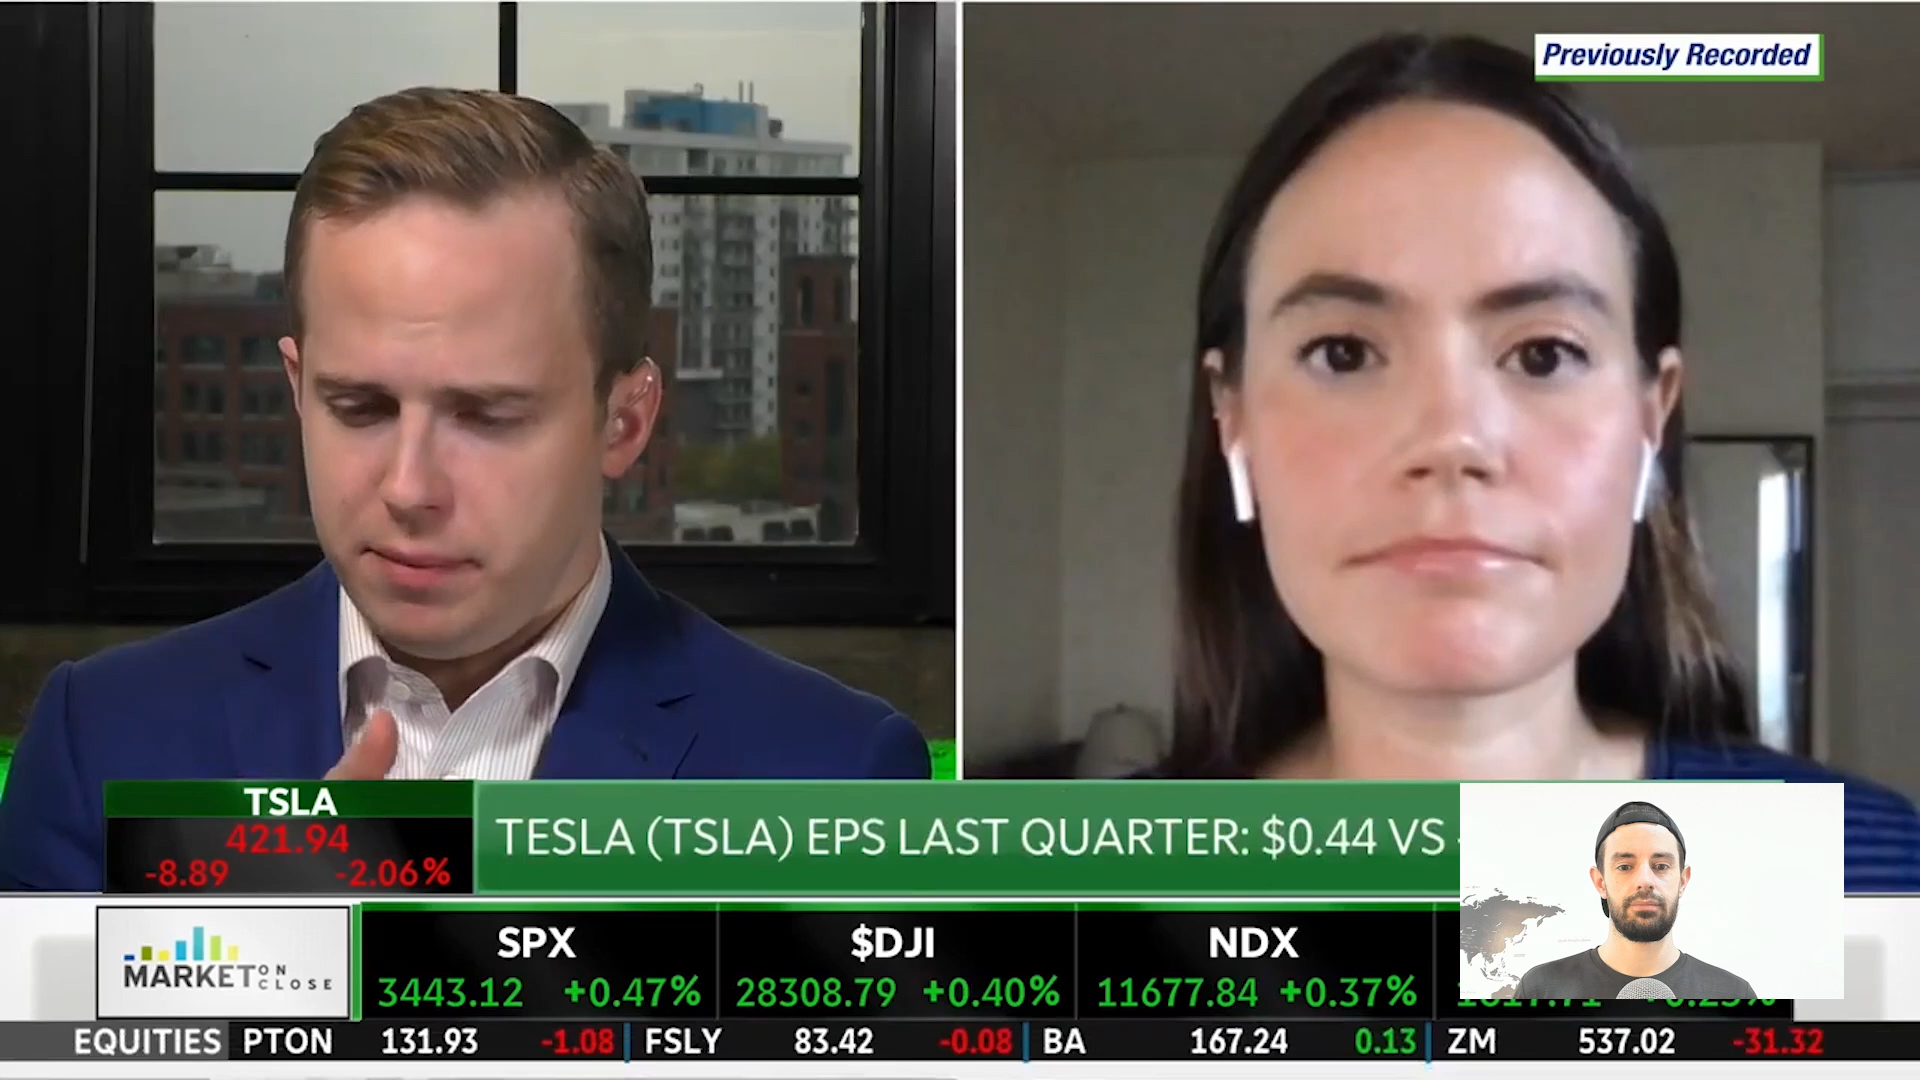 Previously Recorded
TSLA
421.94
-8.89 -2.06%
TESLA (TSLA) EPS LAST QUARTER: $0.44 VS
MARKET ON CLOSE
SPX
3443.12 +0.47%
$DJI
28308.79 +0.40%
NDX
11677.84 +0.37%
EQUITIES PTON 131.93 -1.08 FSLY 83.42 -0.08 BA 167.24 0.13 ZM 537.02 -31.32